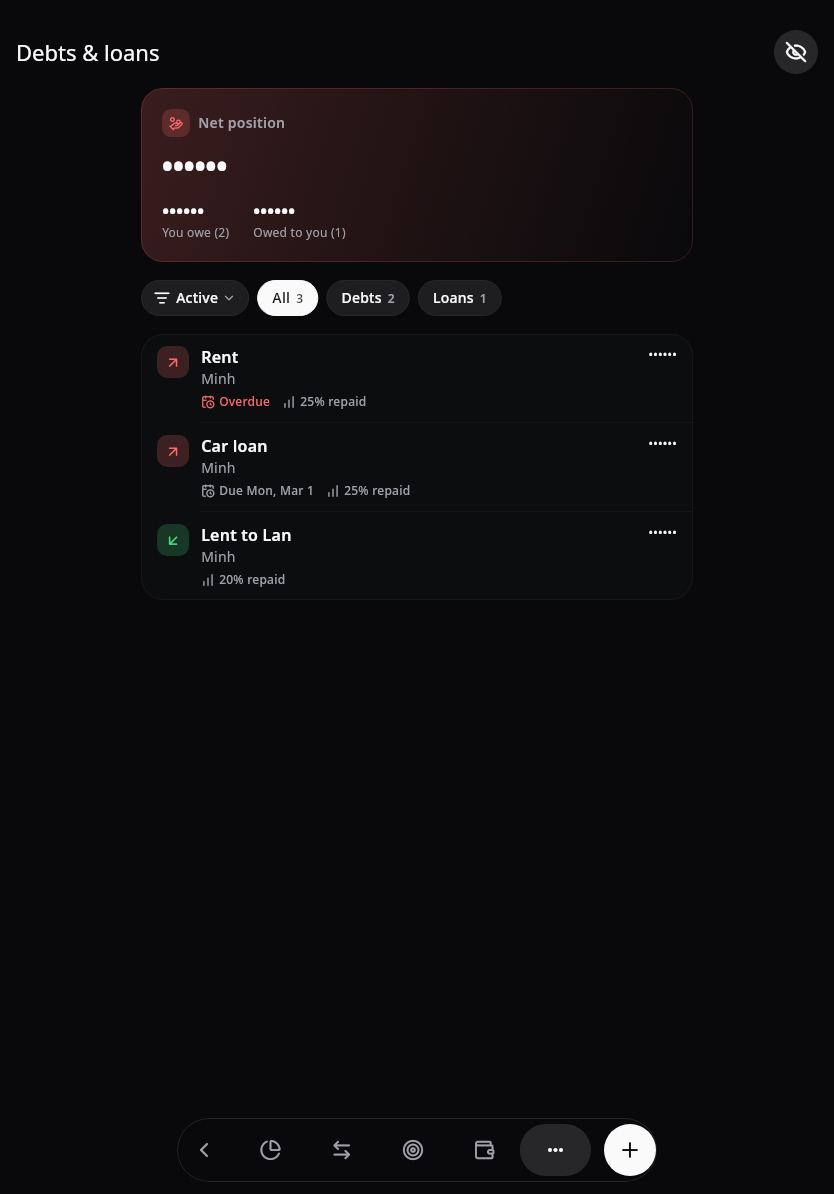 Debts & loans
Net position
••••••
•••••• ••••••
You owe (2) Owed to you (1)
Active All 3 Debts 2 Loans 1
Rent ••••••
Minh
Overdue 25% repaid
Car loan ••••••
Minh
Due Mon, Mar 1 25% repaid
Lent to Lan ••••••
Minh
20% repaid